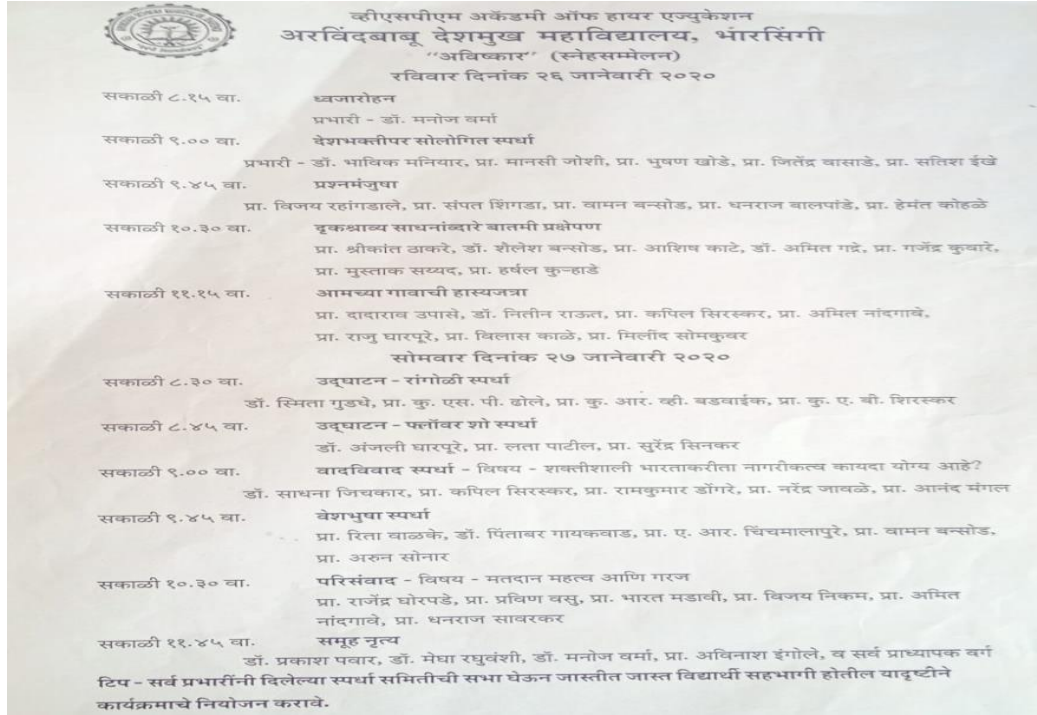 व्हीएसपीएम अकॅडमी ऑफ हायर एज्युकेशन
अरविंदबाबू देशमुख महाविद्यालय, भारसिंगी
"अविष्कार" (स्नेहसम्मेलन)
रविवार दिनांक २६ जानेवारी २०२०
सकाळी ८.१५ वा. ध्वजारोहन
प्रभारी - डॉ. मनोज वर्मा
सकाळी ९.०० वा. देशभक्तीपर सोलोगित स्पर्धा
प्रभारी - डॉ. भाविक मनियार, प्रा. मानसी जोशी, प्रा. भुषण खोडे, प्रा. जितेंद्र वासाडे, प्रा. सतिश ईखे
सकाळी ९.४५ वा. प्रश्नमंजुषा
प्रा. विजय रहांगडाले, प्रा. संपत शिंगडा, प्रा. वामन बन्सोड, प्रा. धनराज बालपांडे, प्रा. हेमंत कोहळे
सकाळी १०.३० वा. दृकश्राव्य साधनांव्दारे बातमी प्रक्षेपण
प्रा. श्रीकांत ठाकरे, डॉ. शैलेश बन्सोड, प्रा. आशिष काटे, डॉ. अमित गद्रे, प्रा. गजेंद्र कुवारे,
प्रा. मुस्ताक सय्यद, प्रा. हर्षल कुऱ्हाडे
सकाळी ११.१५ वा. आमच्या गावाची हास्यजत्रा
प्रा. दादाराव उपासे, डॉ. नितीन राऊत, प्रा. कपिल सिरस्कर, प्रा. अमित नांदगावे,
प्रा. राजु घारपूरे, प्रा. विलास काळे, प्रा. मिलींद सोमकुवर
सोमवार दिनांक २७ जानेवारी २०२०
सकाळी ८.३० वा. उद्घाटन - रांगोळी स्पर्धा
डॉ. स्मिता गुडधे, प्रा. कु. एस. पी. ढोले, प्रा. कु. आर. व्ही. बडवाईक, प्रा. कु. ए. बी. शिरस्कर
सकाळी ८.४५ वा. उद्घाटन - फ्लॉवर शो स्पर्धा
डॉ. अंजली घारपूरे, प्रा. लता पाटील, प्रा. सुरेंद्र सिनकर
सकाळी ९.०० वा. वादविवाद स्पर्धा - विषय - शक्तीशाली भारताकरीता नागरीकत्व कायदा योग्य आहे?
डॉ. साधना जिचकार, प्रा. कपिल सिरस्कर, प्रा. रामकुमार डोंगरे, प्रा. नरेंद्र जावळे, प्रा. आनंद मंगल
सकाळी ९.४५ वा. वेशभुषा स्पर्धा
प्रा. रिता वाळके, डॉ. पिंताबर गायकवाड, प्रा. ए. आर. चिंचमालापुरे, प्रा. वामन बन्सोड,
प्रा. अरुन सोनार
सकाळी १०.३० वा. परिसंवाद - विषय - मतदान महत्व आणि गरज
प्रा. राजेंद्र घोरपडे, प्रा. प्रविण वसु, प्रा. भारत मडावी, प्रा. विजय निकम, प्रा. अमित
नांदगावे, प्रा. धनराज सावरकर
सकाळी ११.४५ वा. समूह नृत्य
डॉ. प्रकाश पवार, डॉ. मेघा रघुवंशी, डॉ. मनोज वर्मा, प्रा. अविनाश इंगोले, व सर्व प्राध्यापक वर्ग
टिप - सर्व प्रभारींनी दिलेल्या स्पर्धा समितीची सभा घेऊन जास्तीत जास्त विद्यार्थी सहभागी होतील यादृष्टीने
कार्यक्रमाचे नियोजन करावे.